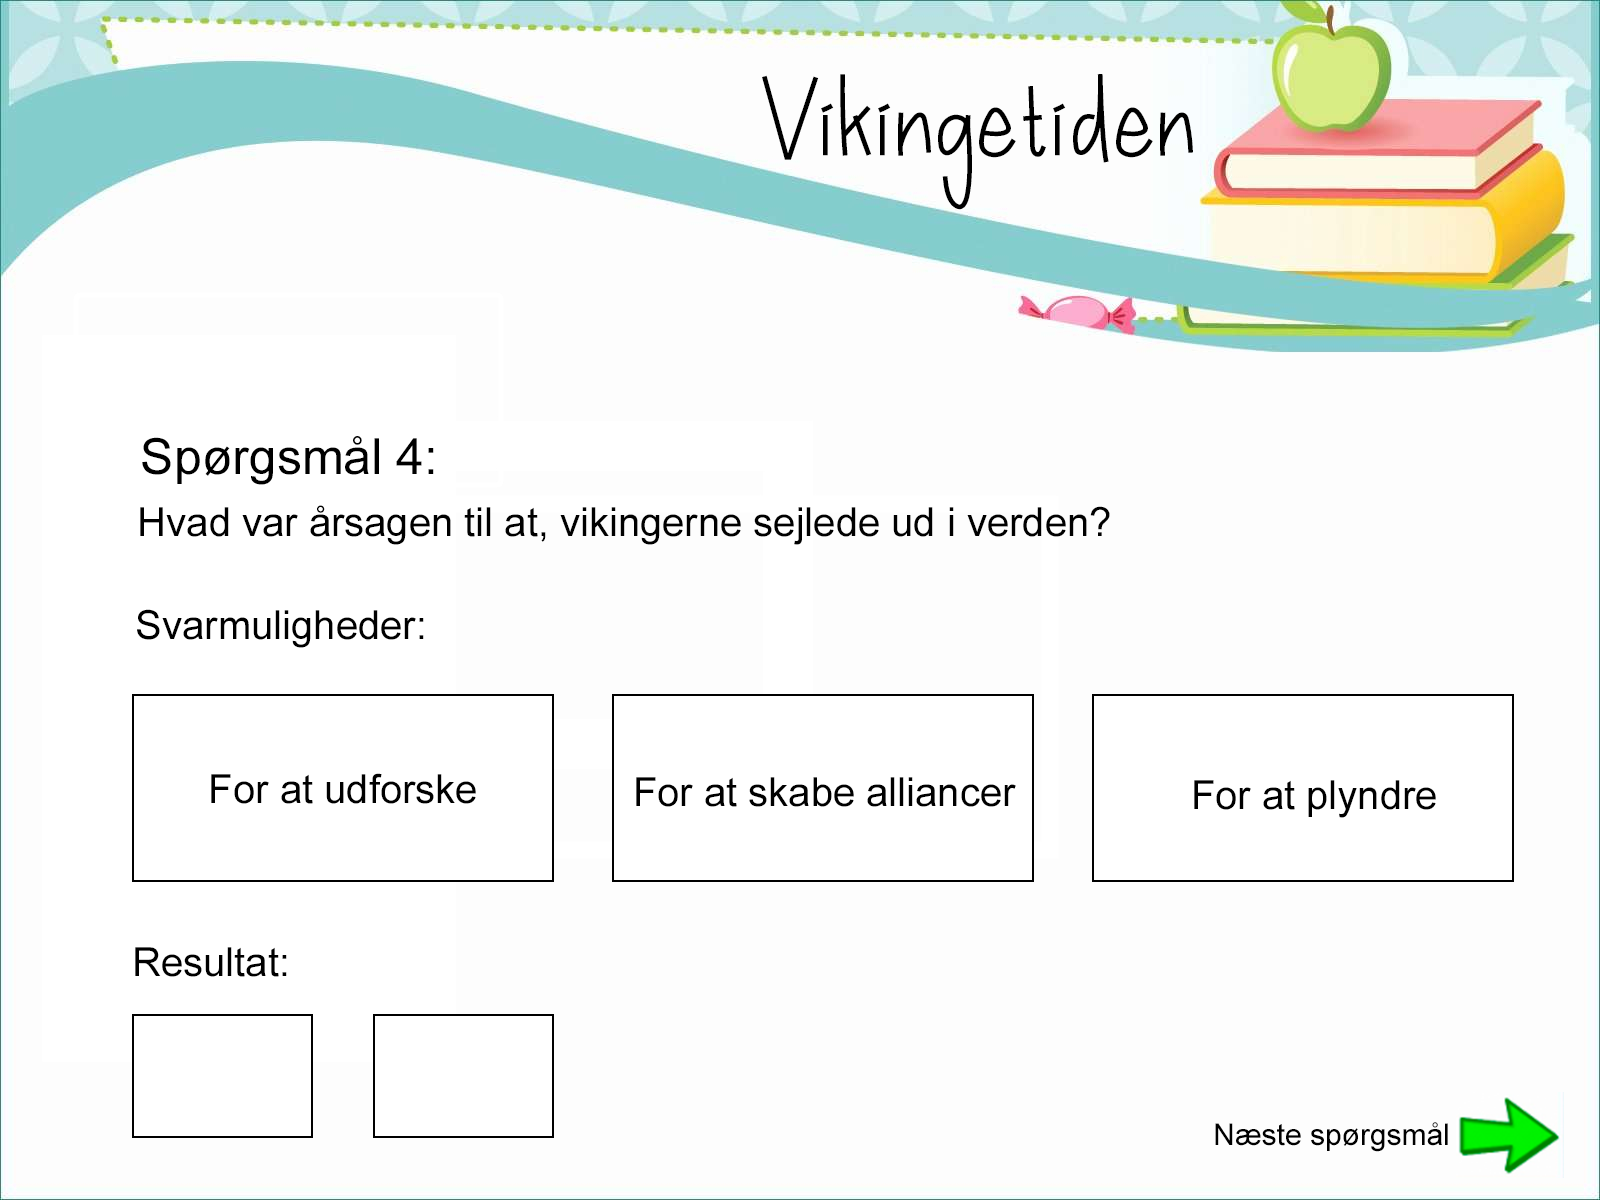 Vikingetiden
Spørgsmål 4:
Hvad var årsagen til at, vikingerne sejlede ud i verden?
Svarmuligheder:
For at udforske
For at skabe alliancer
For at plyndre
Resultat:
Næste spørgsmål